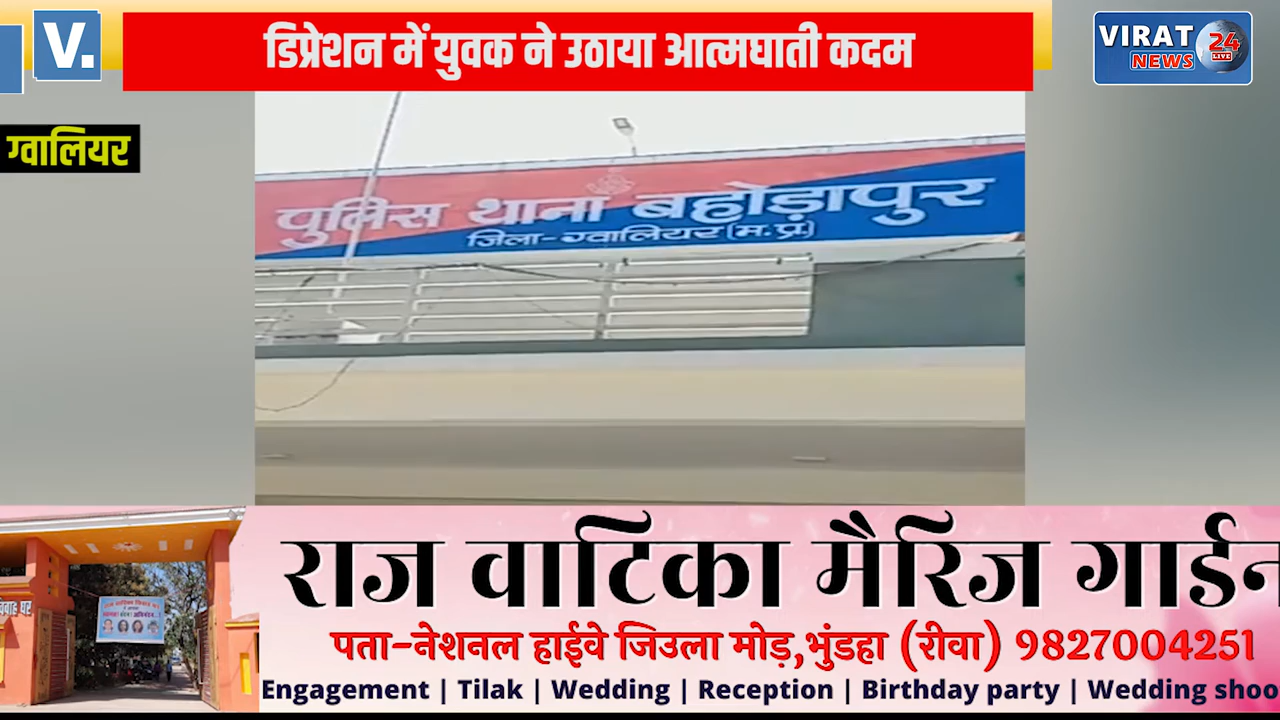 V.
डिप्रेशन में युवक ने उठाया आत्मघाती कदम
VIRAT
24
LIVE
NEWS
ग्वालियर
पुलिस थाना बहोड़ापुर
जिला-ग्वालियर (म.प्र.)
राज वाटिका मैरिज गार्डन
पता-नेशनल हाईवे जिउला मोड़,भुंडहा (रीवा) 9827004251
Engagement | Tilak | Wedding | Reception | Birthday party | Wedding shoo